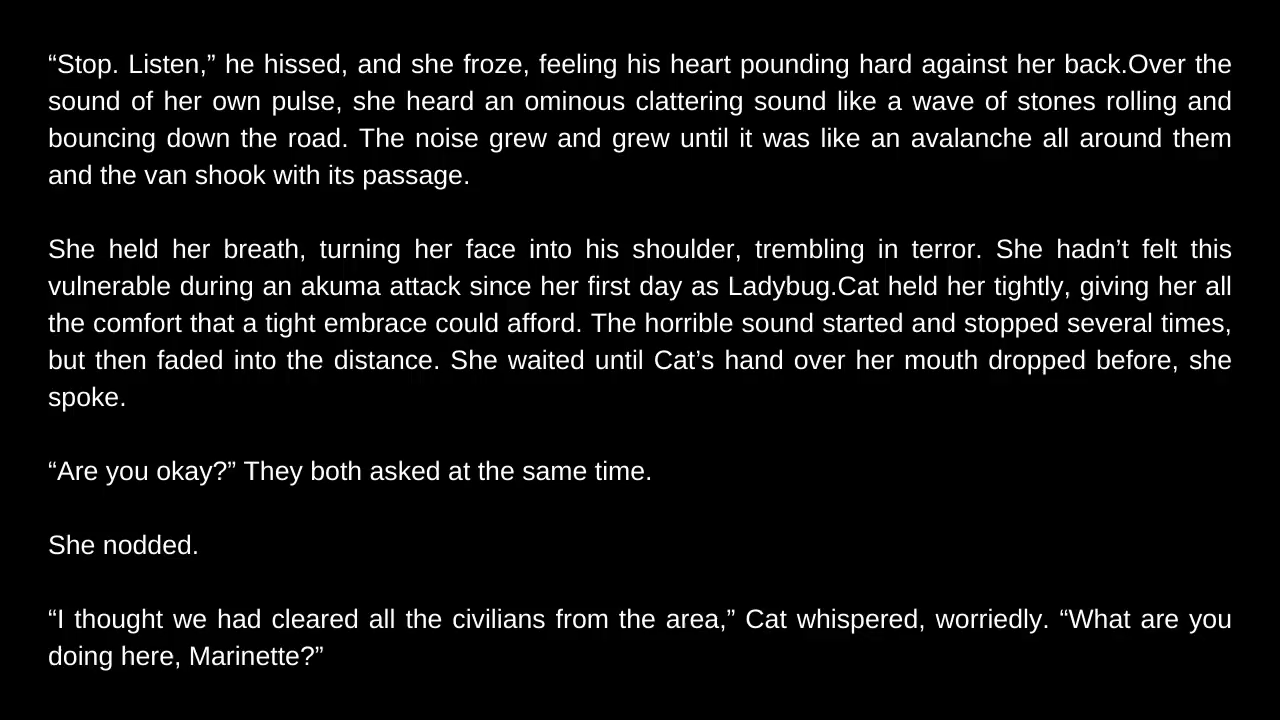 “Stop. Listen,” he hissed, and she froze, feeling his heart pounding hard against her back.Over the
sound of her own pulse, she heard an ominous clattering sound like a wave of stones rolling and
bouncing down the road. The noise grew and grew until it was like an avalanche all around them
and the van shook with its passage.
She held her breath, turning her face into his shoulder, trembling in terror. She hadn’t felt this
vulnerable during an akuma attack since her first day as Ladybug.Cat held her tightly, giving her all
the comfort that a tight embrace could afford. The horrible sound started and stopped several times,
but then faded into the distance. She waited until Cat’s hand over her mouth dropped before, she
spoke.
“Are you okay?” They both asked at the same time.
She nodded.
“I thought we had cleared all the civilians from the area,” Cat whispered, worriedly. “What are you
doing here, Marinette?”